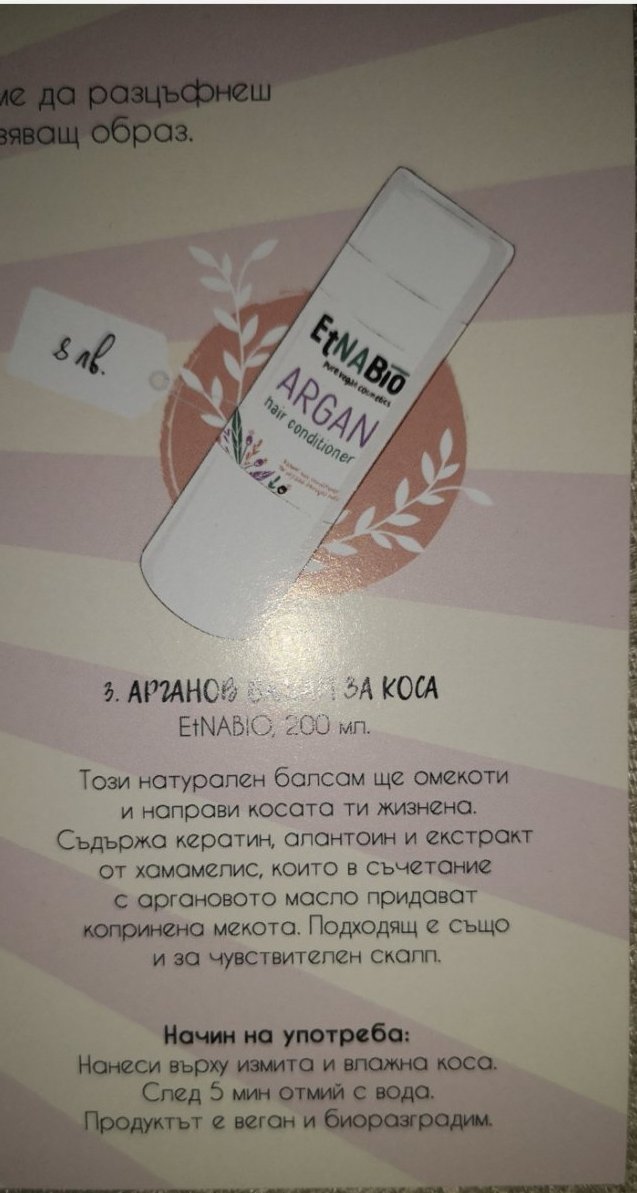 ме да разцъфнеш
вяващ образ.
8 лв.
EtNABiO
Pure vegan cosmetics
ARGAN
hair conditioner
3. АРГАНОВ ЗА КОСА
EtNABIO, 200 мл.
Този натурален балсам ще омекоти
и направи косата ти жизнена.
Съдържа кератин, алантоин и екстракт
от хамамелис, които в съчетание
с аргановото масло придават
копринена мекота. Подходящ е също
и за чувствителен скалп.
Начин на употреба:
Нанеси върху измита и влажна коса.
След 5 мин отмий с вода.
Продуктът е веган и биоразградим.